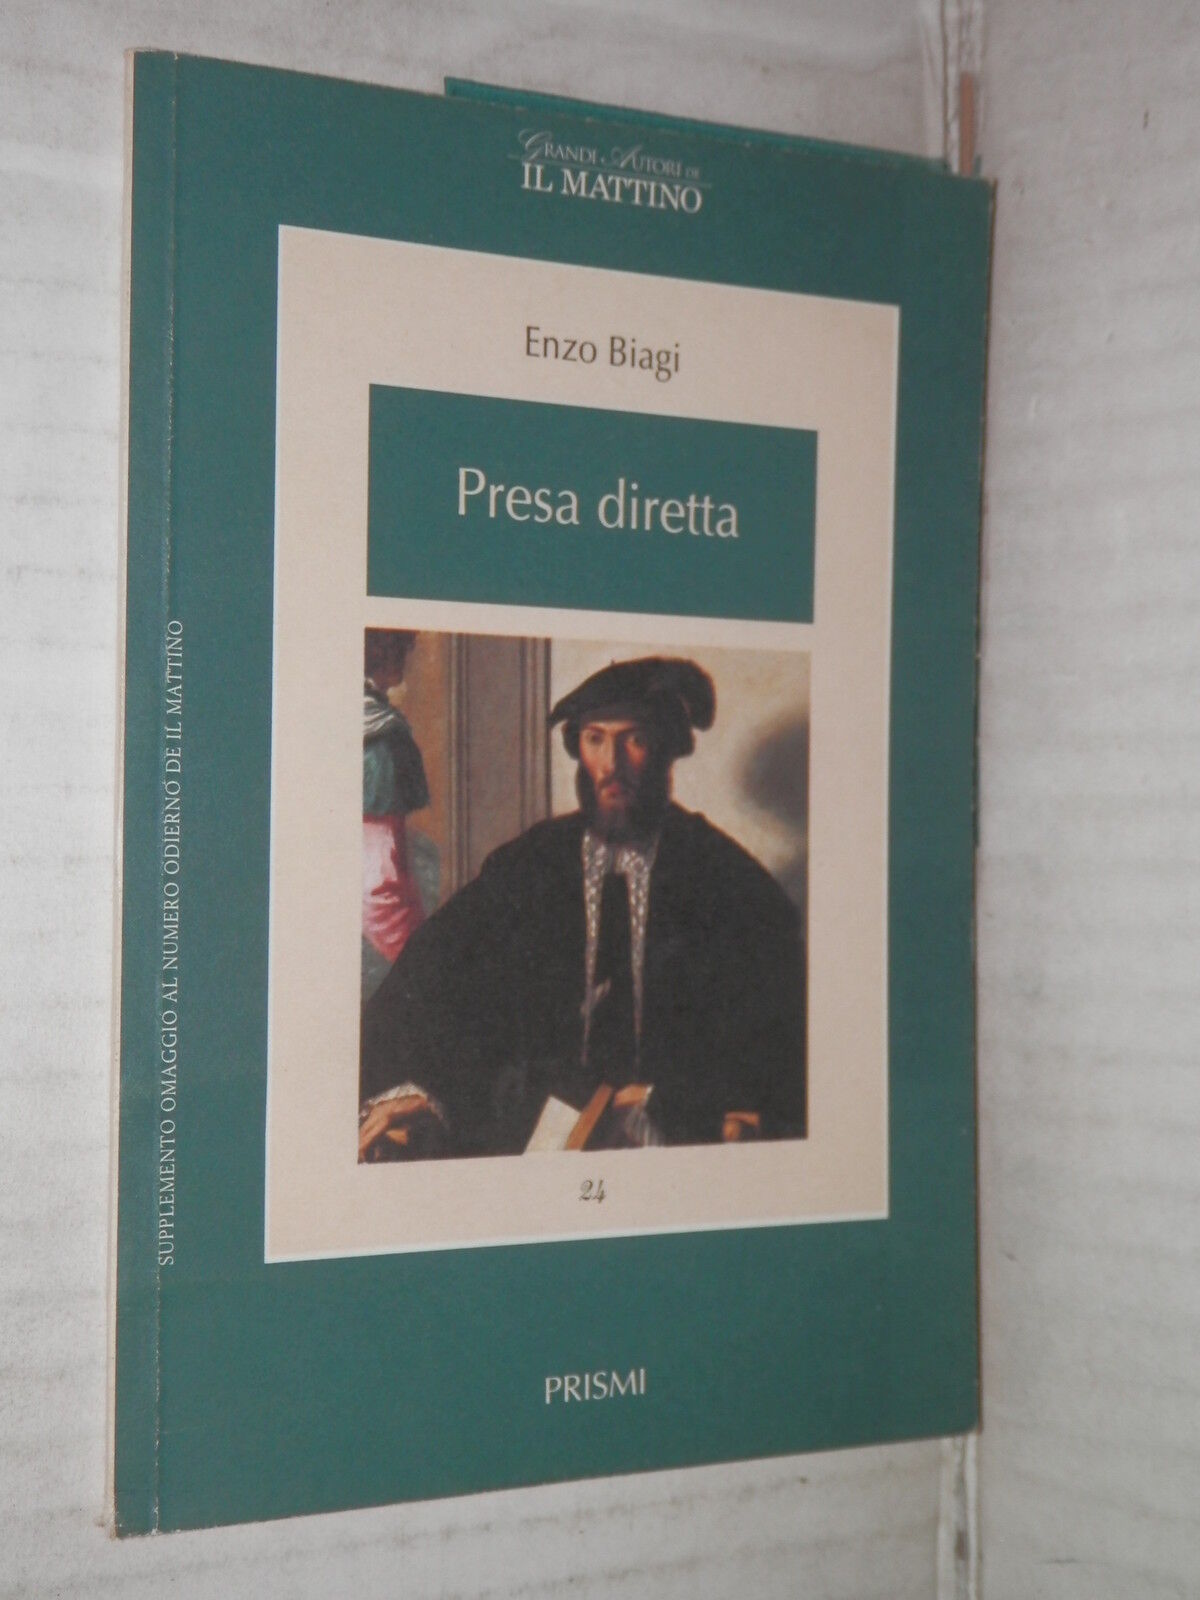 GRANDI AUTORI DE
IL MATTINO
Enzo Biagi
Presa diretta
24
PRISMI
SUPPLEMENTO OMAGGIO AL NUMERO ODIERNO DE IL MATTINO